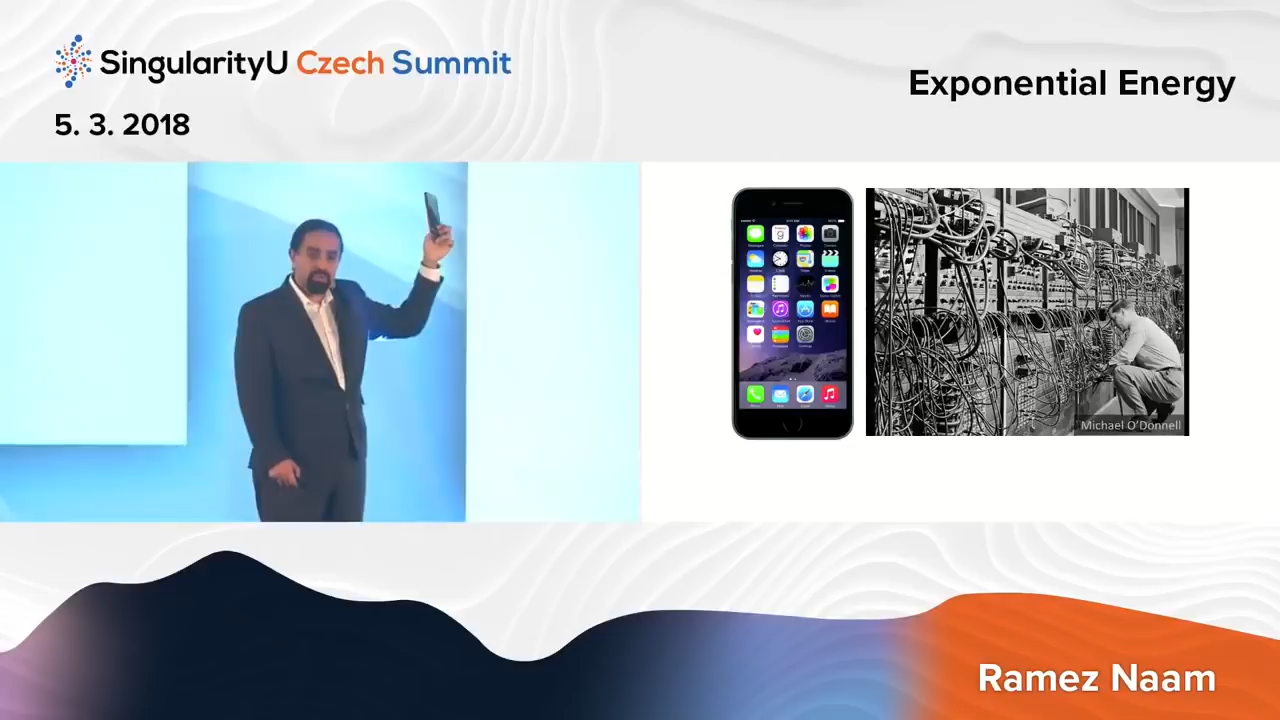 SingularityU Czech Summit
Exponential Energy
5. 3. 2018
Michael O'Donnell
Ramez Naam